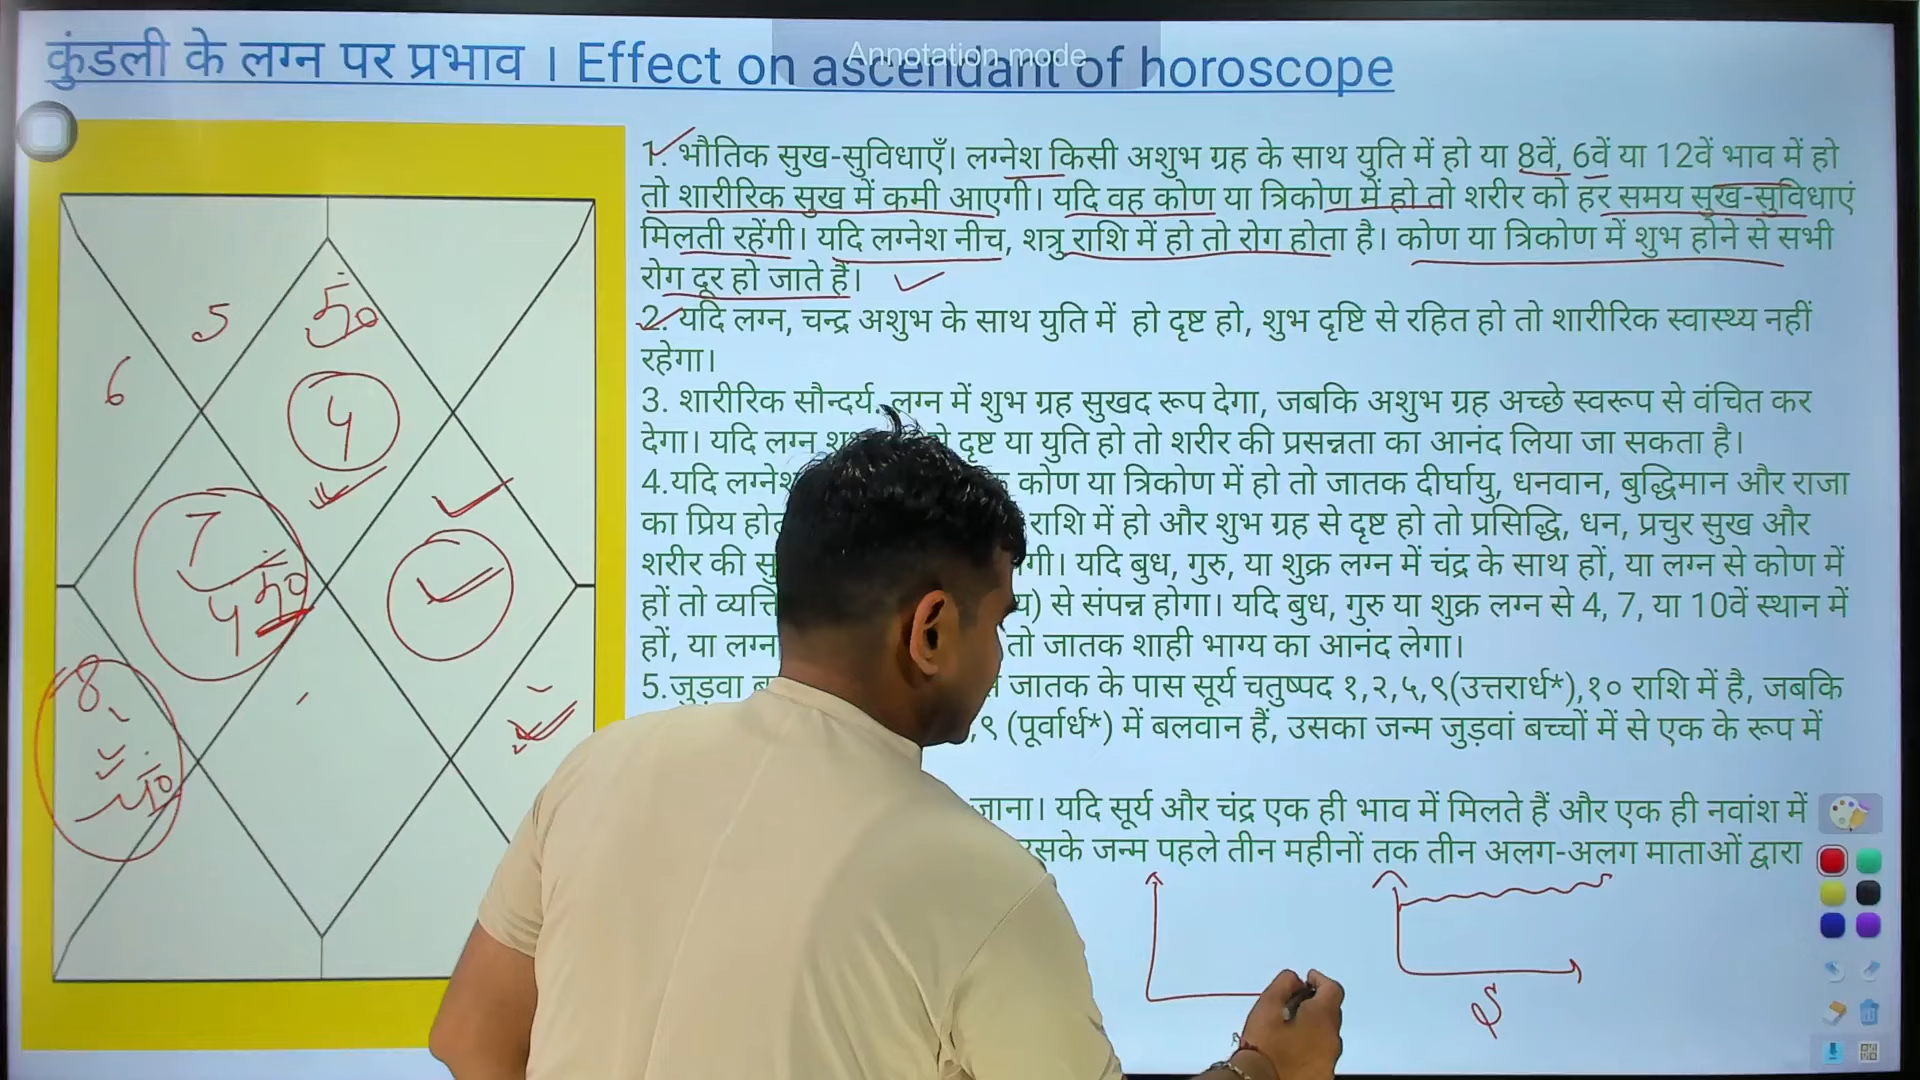 कुंडली के लग्न पर प्रभाव । Effect on ascendant of horoscope
Annotation mode
1. भौतिक सुख-सुविधाएँ। लग्नेश किसी अशुभ ग्रह के साथ युति में हो या 8वें, 6वें या 12वें भाव में हो
तो शारीरिक सुख में कमी आएगी। यदि वह कोण या त्रिकोण में हो तो शरीर को हर समय सुख-सुविधाएं
मिलती रहेंगी। यदि लग्नेश नीच, शत्रु राशि में हो तो रोग होता है। कोण या त्रिकोण में शुभ होने से सभी
रोग दूर हो जाते हैं।
2. यदि लग्न, चन्द्र अशुभ के साथ युति में हो दृष्ट हो, शुभ दृष्टि से रहित हो तो शारीरिक स्वास्थ्य नहीं
रहेगा।
3. शारीरिक सौन्दर्य. लग्न में शुभ ग्रह सुखद रूप देगा, जबकि अशुभ ग्रह अच्छे स्वरूप से वंचित कर
देगा। यदि लग्न दृष्ट या युति हो तो शरीर की प्रसन्नता का आनंद लिया जा सकता है।
4.यदि लग्नेश कोण या त्रिकोण में हो तो जातक दीर्घायु, धनवान, बुद्धिमान और राजा
का प्रिय राशि में हो और शुभ ग्रह से दृष्ट हो तो प्रसिद्धि, धन, प्रचुर सुख और
शरीर की यदि बुध, गुरु, या शुक्र लग्न में चंद्र के साथ हों, या लग्न से कोण में
हों तो से संपन्न होगा। यदि बुध, गुरु या शुक्र लग्न से 4, 7, या 10वें स्थान में
हों, या तो जातक शाही भाग्य का आनंद लेगा।
5.जुड़वा जातक के पास सूर्य चतुष्पद १,२,५,९(उत्तरार्ध*),१० राशि में है, जबकि
,९ (पूर्वार्ध*) में बलवान हैं, उसका जन्म जुड़वां बच्चों में से एक के रूप में
जाना। यदि सूर्य और चंद्र एक ही भाव में मिलते हैं और एक ही नवांश में
उसके जन्म पहले तीन महीनों तक तीन अलग-अलग माताओं द्वारा
5
6
4
7
8